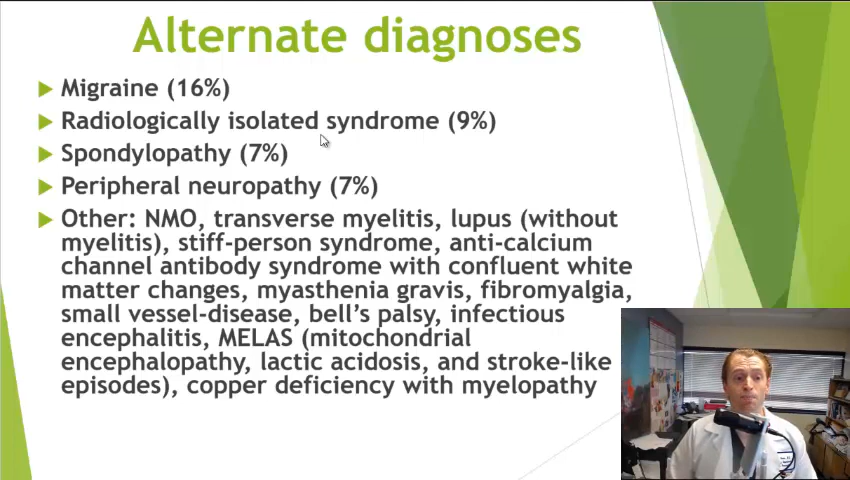 Alternate diagnoses
Migraine (16%)
Radiologically isolated syndrome (9%)
Spondylopathy (7%)
Peripheral neuropathy (7%)
Other: NMO, transverse myelitis, lupus (without
myelitis), stiff-person syndrome, anti-calcium
channel antibody syndrome with confluent white
matter changes, myasthenia gravis, fibromyalgia,
small vessel-disease, bell's palsy, infectious
encephalitis, MELAS (mitochondrial
encephalopathy, lactic acidosis, and stroke-like
episodes), copper deficiency with myelopathy